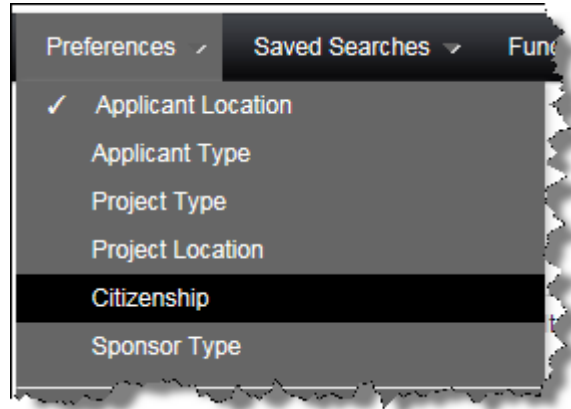 Preferences Saved Searches
✓ Applicant Location
Applicant Type
Project Type
Project Location
Citizenship
Sponsor Type